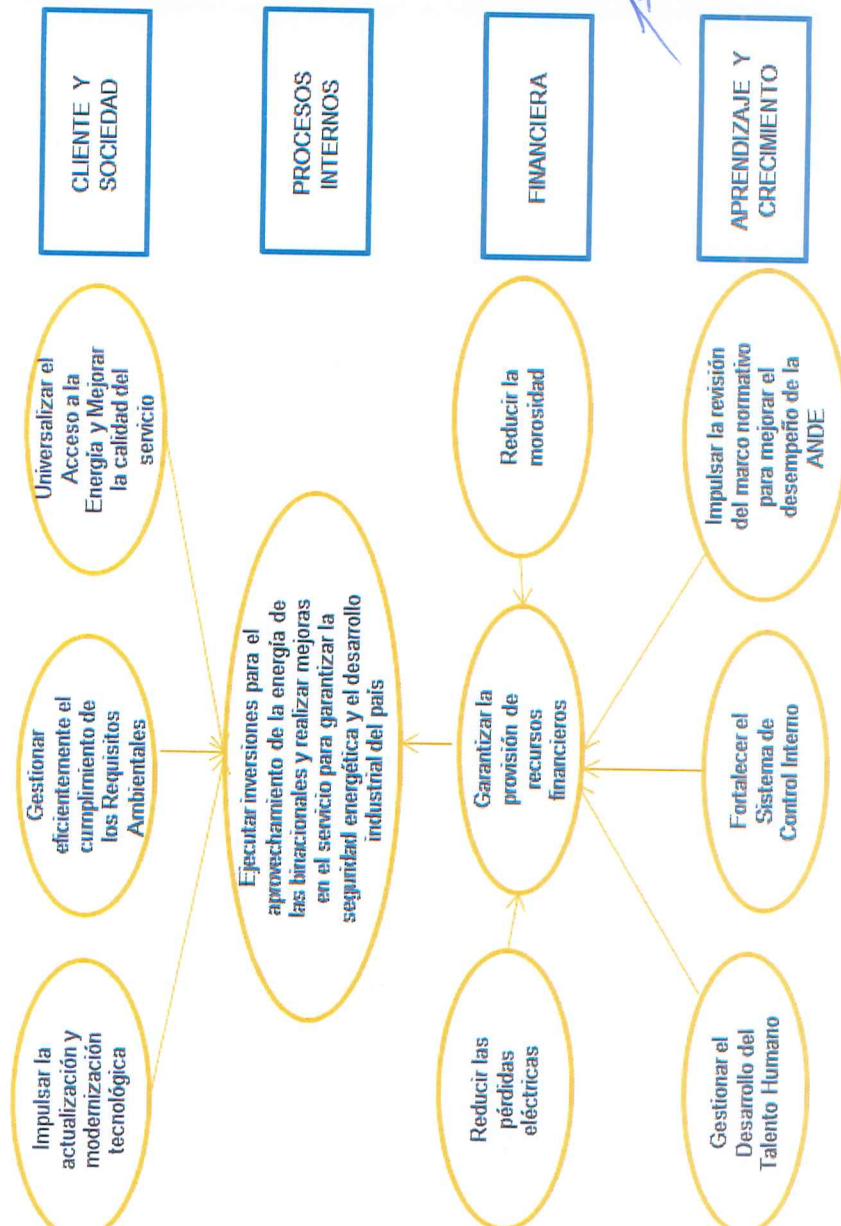 Impulsar la
actualización y
modernización
tecnológica
Gestionar
eficientemente el
cumplimiento de
los Requisitos
Ambientales
Universalizar el
Acceso a la
Energía y Mejorar
la calidad del
servicio
CLIENTE Y
SOCIEDAD
Ejecutar inversiones para el
aprovechamiento de la energía de
las binacionales y realizar mejoras
en el servicio para garantizar la
seguridad energética y el desarrollo
industrial del país
PROCESOS
INTERNOS
Reducir las
pérdidas
eléctricas
Garantizar la
provisión de
recursos
financieros
Reducir la
morosidad
FINANCIERA
Gestionar el
Desarrollo del
Talento Humano
Fortalecer el
Sistema de
Control Interno
Impulsar la revisión
del marco normativo
para mejorar el
desempeño de la
ANDE
APRENDIZAJE Y
CRECIMIENTO